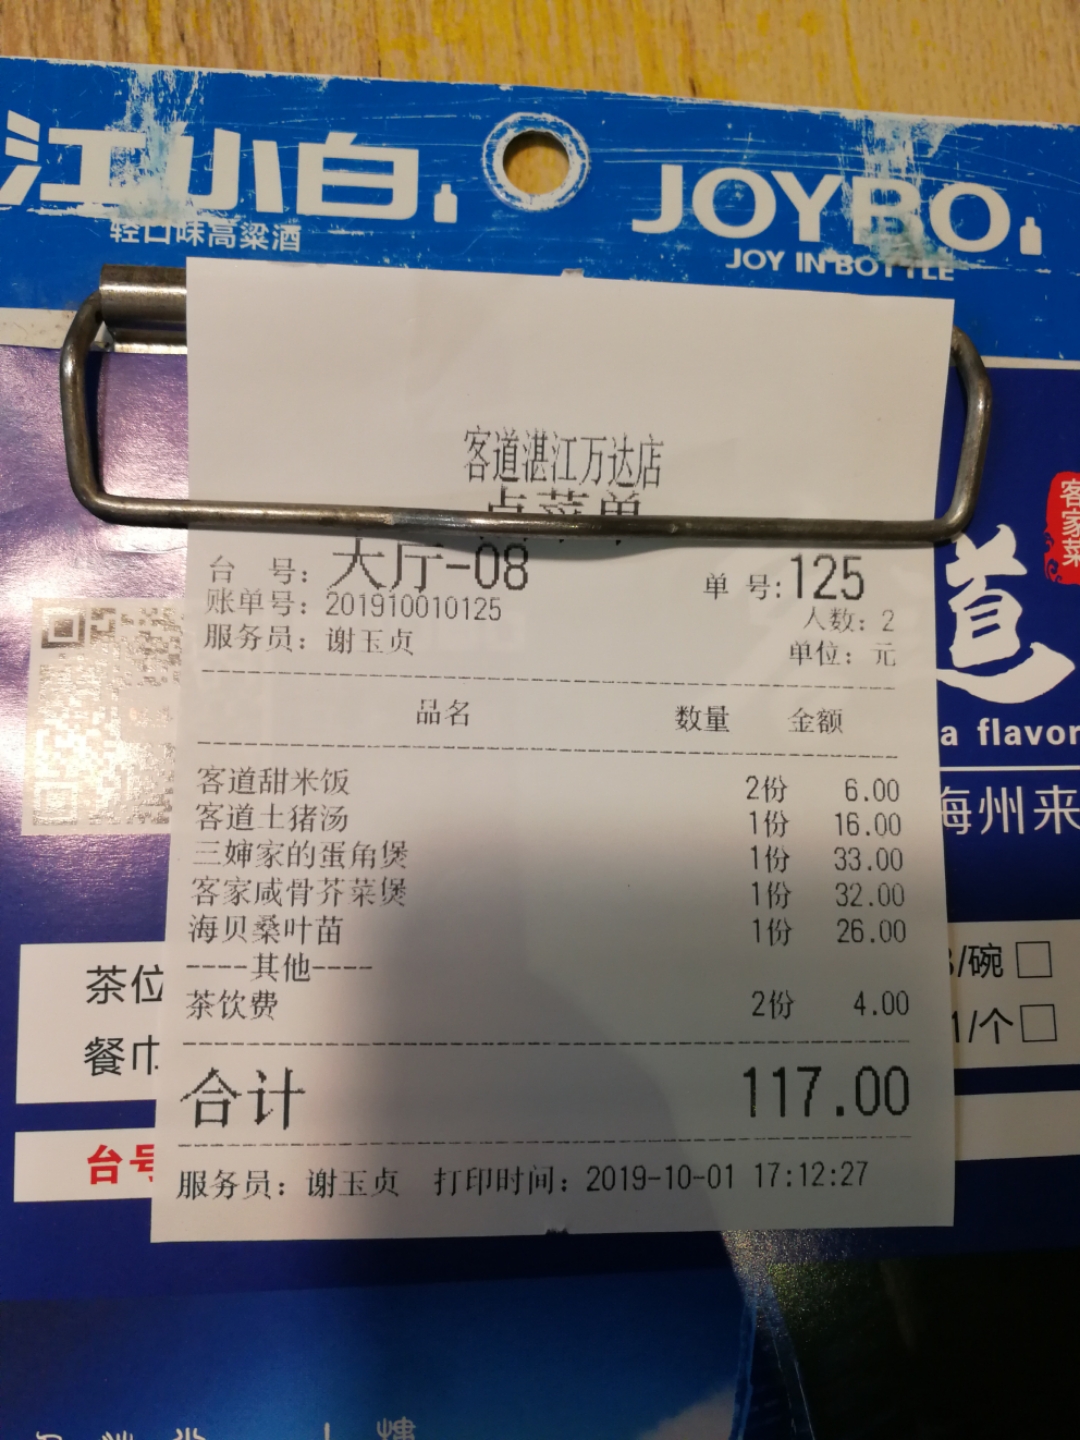 江小白
轻口味高粱酒
JOYBO
JOY IN BOTTLE
客道湛江万达店
点菜单
台 号: 大厅-08 单 号:125
账单号: 201910010125 人数: 2
服务员: 谢玉贞 单位: 元
品名 数量 金额
客道甜米饭 2份 6.00
客道土猪汤 1份 16.00
三婶家的蛋角煲 1份 33.00
客家咸骨芥菜煲 1份 32.00
海贝桑叶苗 1份 26.00
----其他----
茶饮费 2份 4.00
合计 117.00
服务员: 谢玉贞 打印时间: 2019-10-01 17:12:27
客家菜
道
a flavor
海州来
茶位
/碗
餐巾
1/个
台号